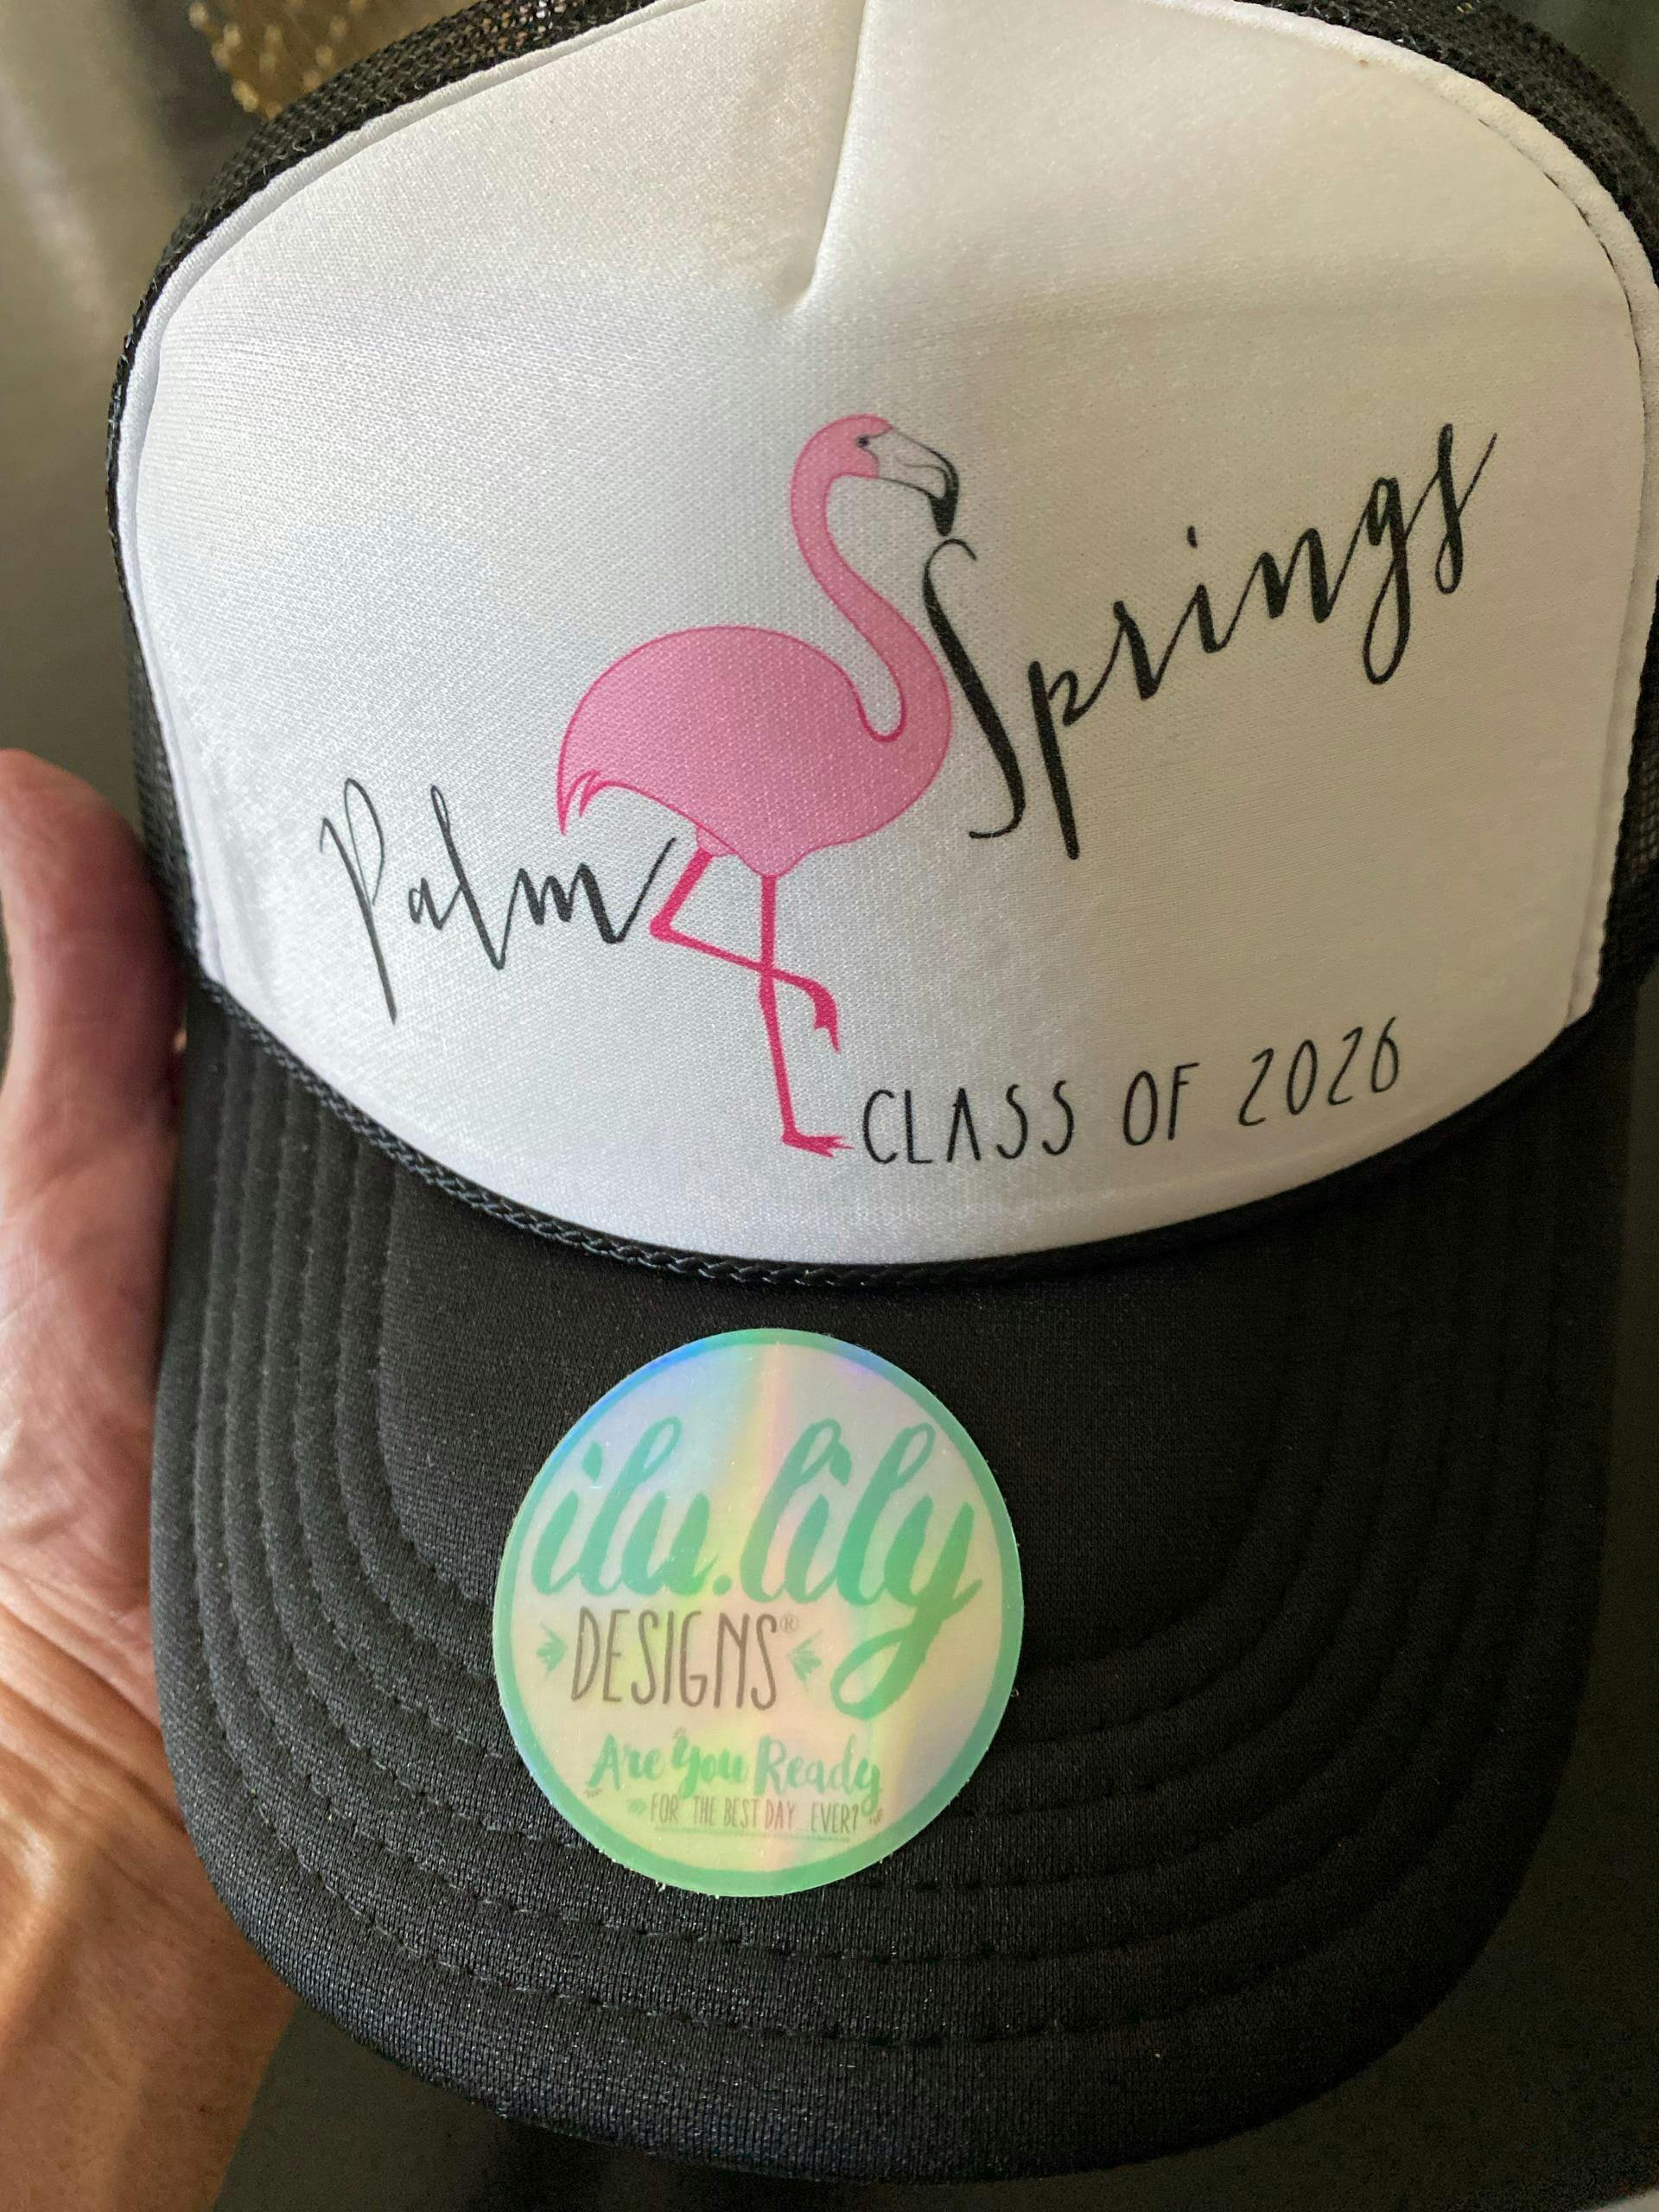 Palm Springs
CLASS OF 2026
ilu.lily
DESIGNS®
Are You Ready
FOR THE BEST DAY...EVER?